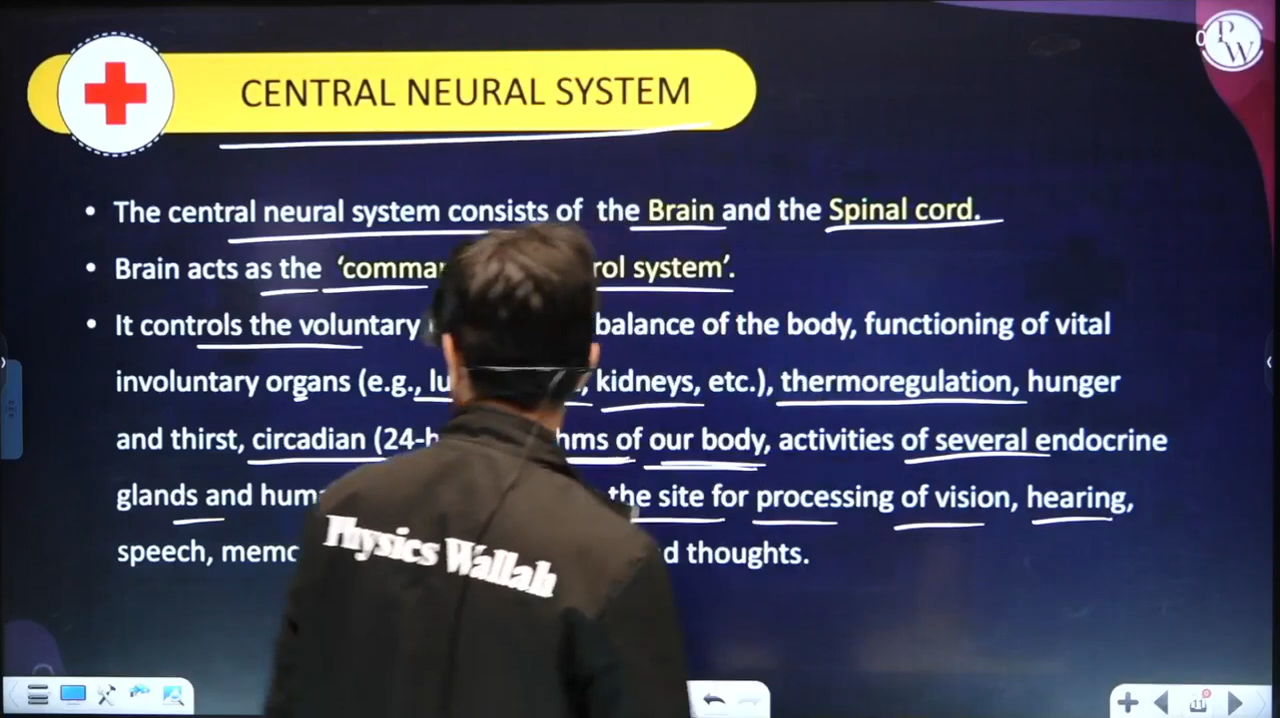 PW
CENTRAL NEURAL SYSTEM
• The central neural system consists of the Brain and the Spinal cord.
• Brain acts as the ‘comma rol system’.
• It controls the voluntary balance of the body, functioning of vital
involuntary organs (e.g., lu kidneys, etc.), thermoregulation, hunger
and thirst, circadian (24-h hms of our body, activities of several endocrine
glands and huma the site for processing of vision, hearing,
speech, memo d thoughts.
Physics Wallah